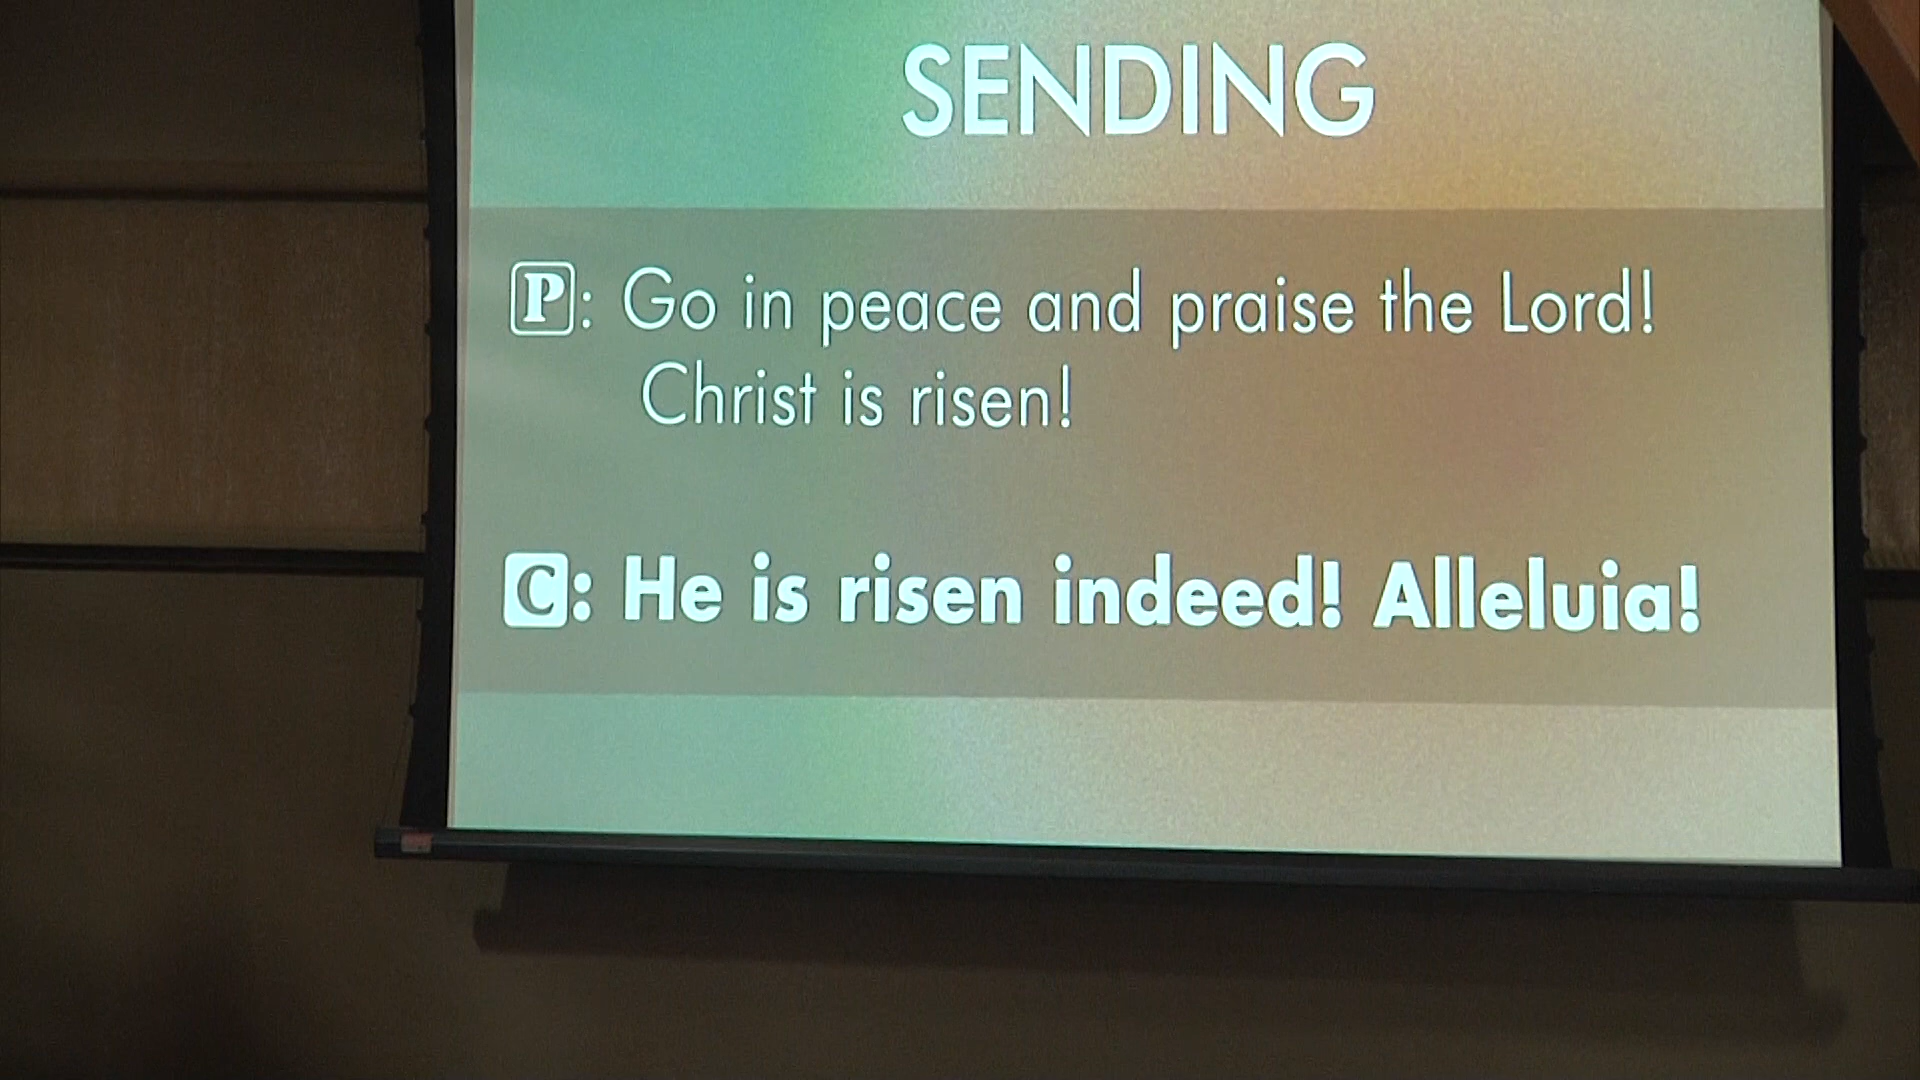 SENDING
P: Go in peace and praise the Lord!
Christ is risen!
C: He is risen indeed! Alleluia!